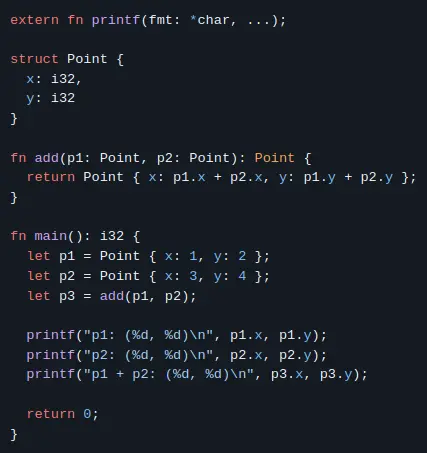 extern fn printf(fmt: *char, ...);

struct Point {
  x: i32,
  y: i32
}

fn add(p1: Point, p2: Point): Point {
  return Point { x: p1.x + p2.x, y: p1.y + p2.y };
}

fn main(): i32 {
  let p1 = Point { x: 1, y: 2 };
  let p2 = Point { x: 3, y: 4 };
  let p3 = add(p1, p2);

  printf("p1: (%d, %d)\n", p1.x, p1.y);
  printf("p2: (%d, %d)\n", p2.x, p2.y);
  printf("p1 + p2: (%d, %d)\n", p3.x, p3.y);

  return 0;
}